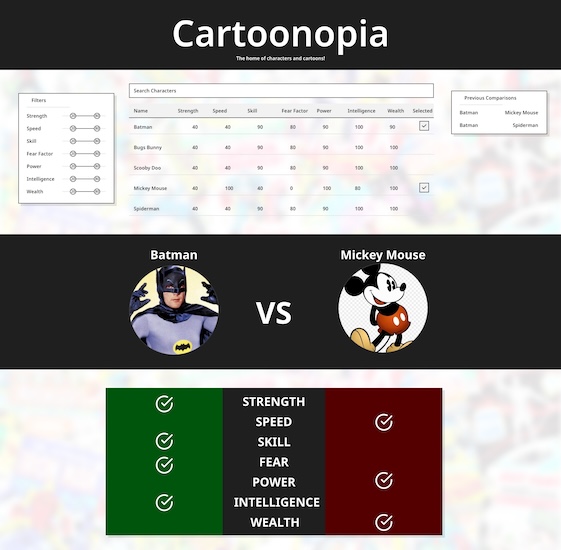 Cartoonopia
The home of characters and cartoons!
Filters
Strength
Speed
Skill
Fear Factor
Power
Intelligence
Wealth
Search Characters
Name Strength Speed Skill Fear Factor Power Intelligence Wealth Selected
Batman 40 40 90 80 90 100 90
Bugs Bunny 40 40 90 80 90 100 100
Scooby Doo 40 40 90 80 90 100 100
Mickey Mouse 40 100 40 0 100 80 100
Spiderman 40 40 90 80 90 100 100
Previous Comparisons
Batman Mickey Mouse
Batman Spiderman
Batman
Mickey Mouse
VS
STRENGTH
SPEED
SKILL
FEAR
POWER
INTELLIGENCE
WEALTH